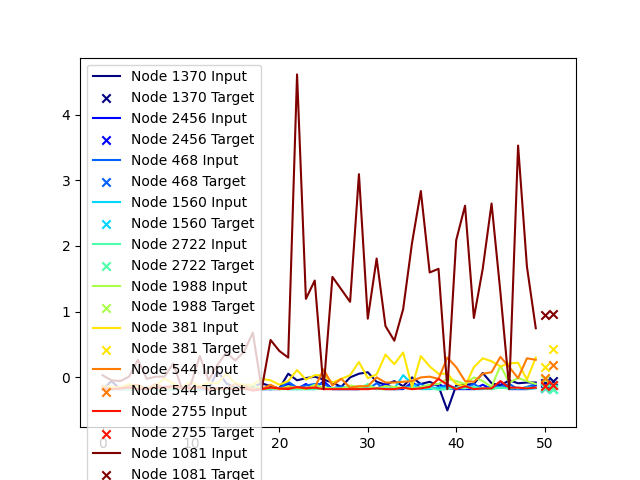 Node 1370 Input
Node 1370 Target
Node 2456 Input
Node 2456 Target
Node 468 Input
Node 468 Target
Node 1560 Input
Node 1560 Target
Node 2722 Input
Node 2722 Target
Node 1988 Input
Node 1988 Target
Node 381 Input
Node 381 Target
Node 544 Input
Node 544 Target
Node 2755 Input
Node 2755 Target
Node 1081 Input
Node 1081 Target
4
3
2
1
0
0 10 20 30 40 50